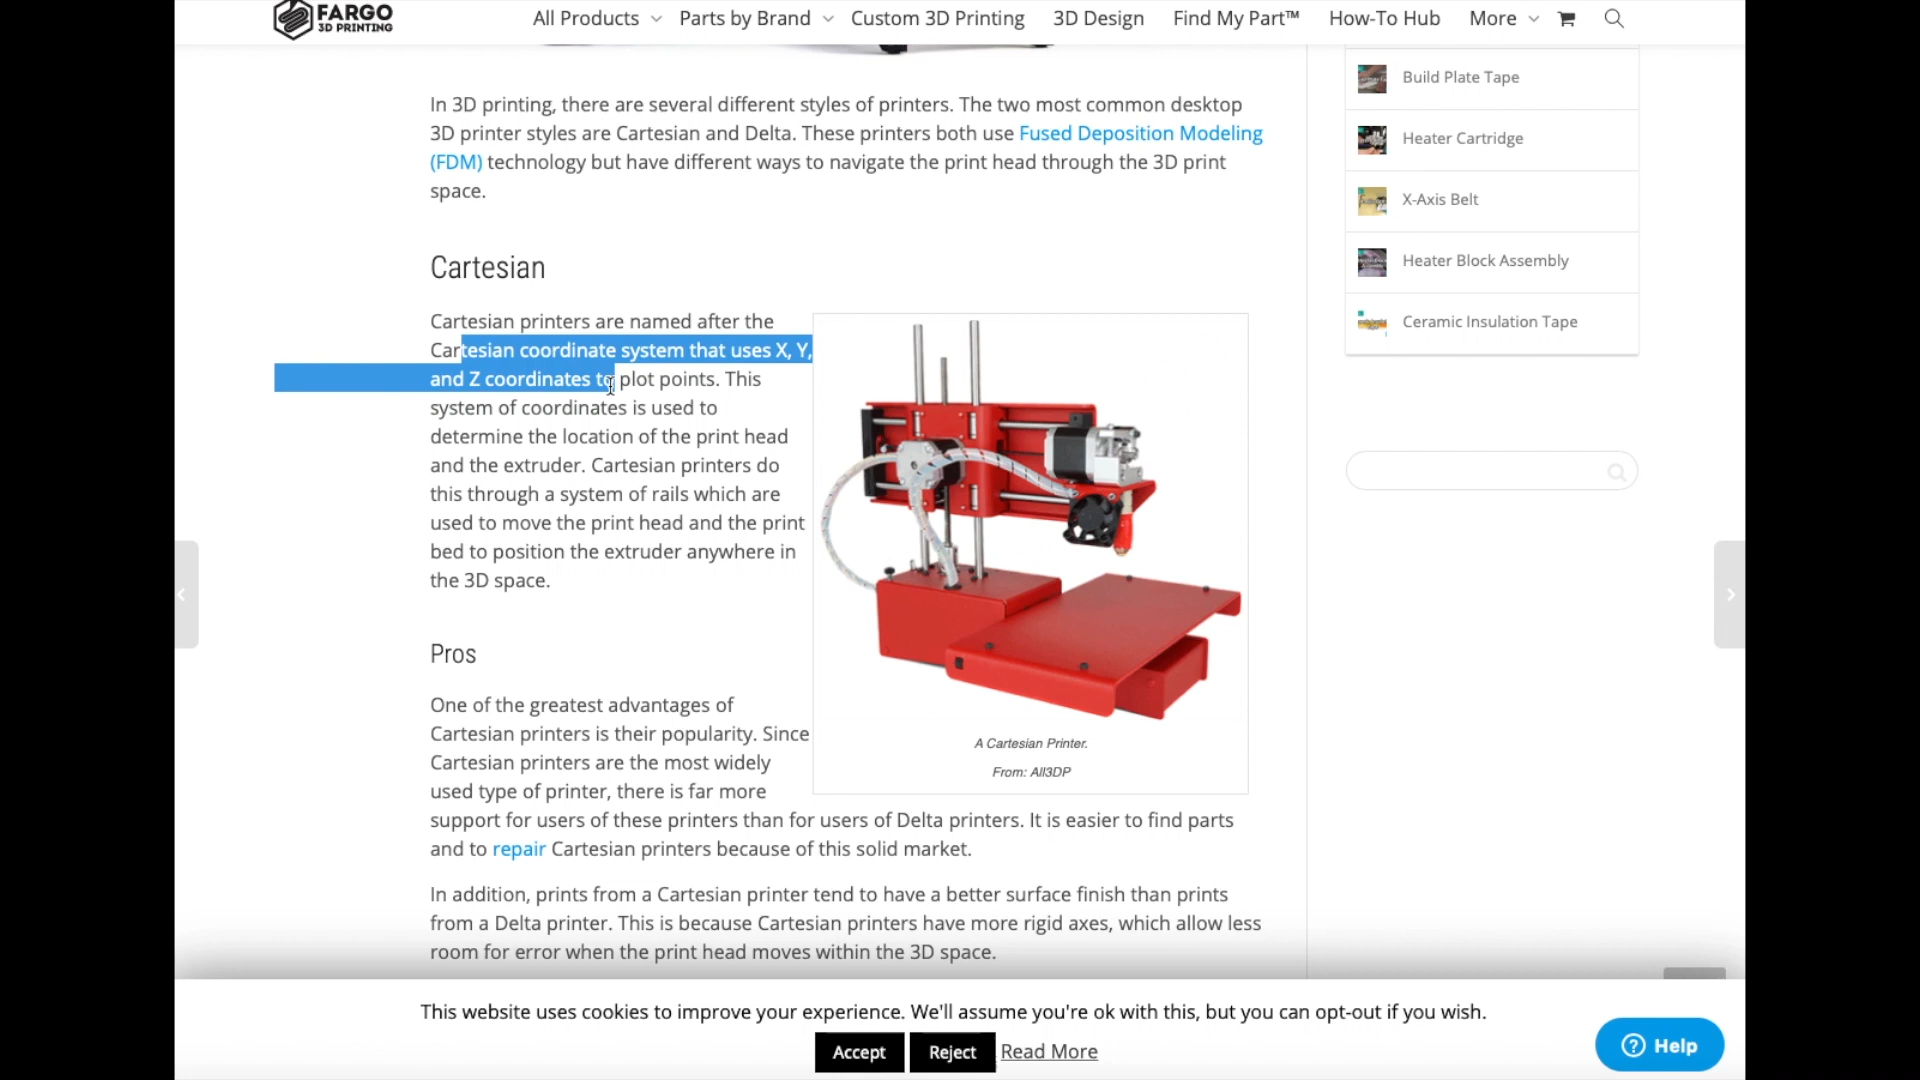 FARGO
3D PRINTING
All Products
Parts by Brand
Custom 3D Printing
3D Design
Find My Part™
How-To Hub
More
In 3D printing, there are several different styles of printers. The two most common desktop
3D printer styles are Cartesian and Delta. These printers both use Fused Deposition Modeling
(FDM) technology but have different ways to navigate the print head through the 3D print
space.
Cartesian
Cartesian printers are named after the
Cartesian coordinate system that uses X, Y,
and Z coordinates to plot points. This
system of coordinates is used to
determine the location of the print head
and the extruder. Cartesian printers do
this through a system of rails which are
used to move the print head and the print
bed to position the extruder anywhere in
the 3D space.
A Cartesian Printer.
From: All3DP
Pros
One of the greatest advantages of
Cartesian printers is their popularity. Since
Cartesian printers are the most widely
used type of printer, there is far more
support for users of these printers than for users of Delta printers. It is easier to find parts
and to repair Cartesian printers because of this solid market.
In addition, prints from a Cartesian printer tend to have a better surface finish than prints
from a Delta printer. This is because Cartesian printers have more rigid axes, which allow less
room for error when the print head moves within the 3D space.
Build Plate Tape
Heater Cartridge
X-Axis Belt
Heater Block Assembly
Ceramic Insulation Tape
This website uses cookies to improve your experience. We'll assume you're ok with this, but you can opt-out if you wish.
Accept
Reject
Read More
Help